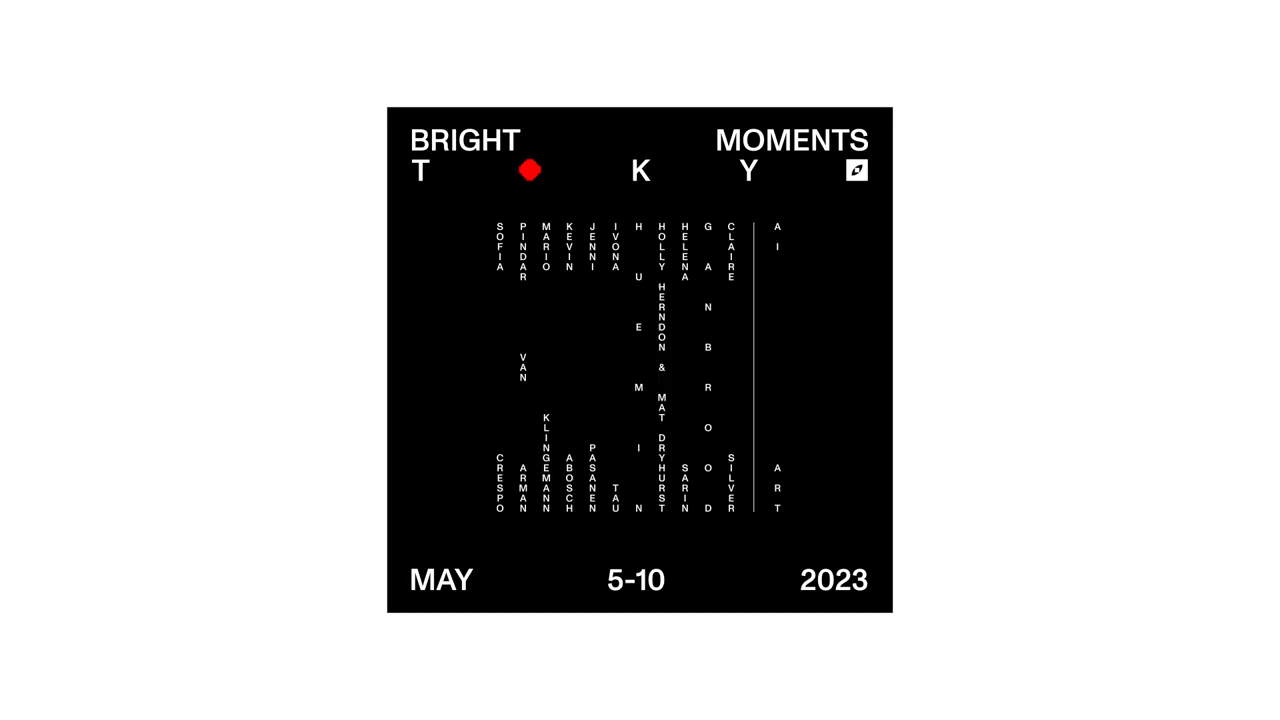 BRIGHT MOMENTS
T K Y
AI ART
CLAIRE SILVER
GANBROOD
HELENA SARIN
HOLLY HERNDON & MAT DRYHURST
HUEMIN
IVONA TAU
JENNI PASANEN
KEVIN ABOSCH
MARIO KLINGEMANN
PINDAR VAN ARMAN
SOFIA CRESPO
MAY 5-10 2023